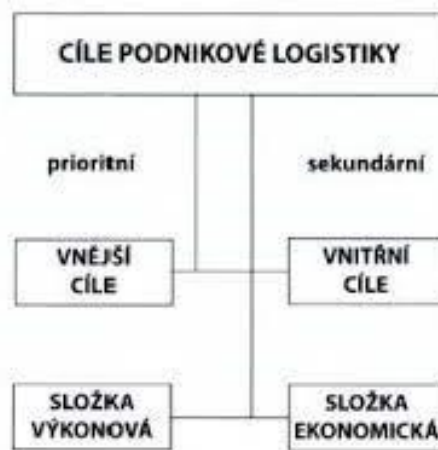 CÍLE PODNIKOVÉ LOGISTIKY
prioritní
sekundární
VNĚJŠÍ
CÍLE
VNITŘNÍ
CÍLE
SLOŽKA
VÝKONOVÁ
SLOŽKA
EKONOMICKÁ